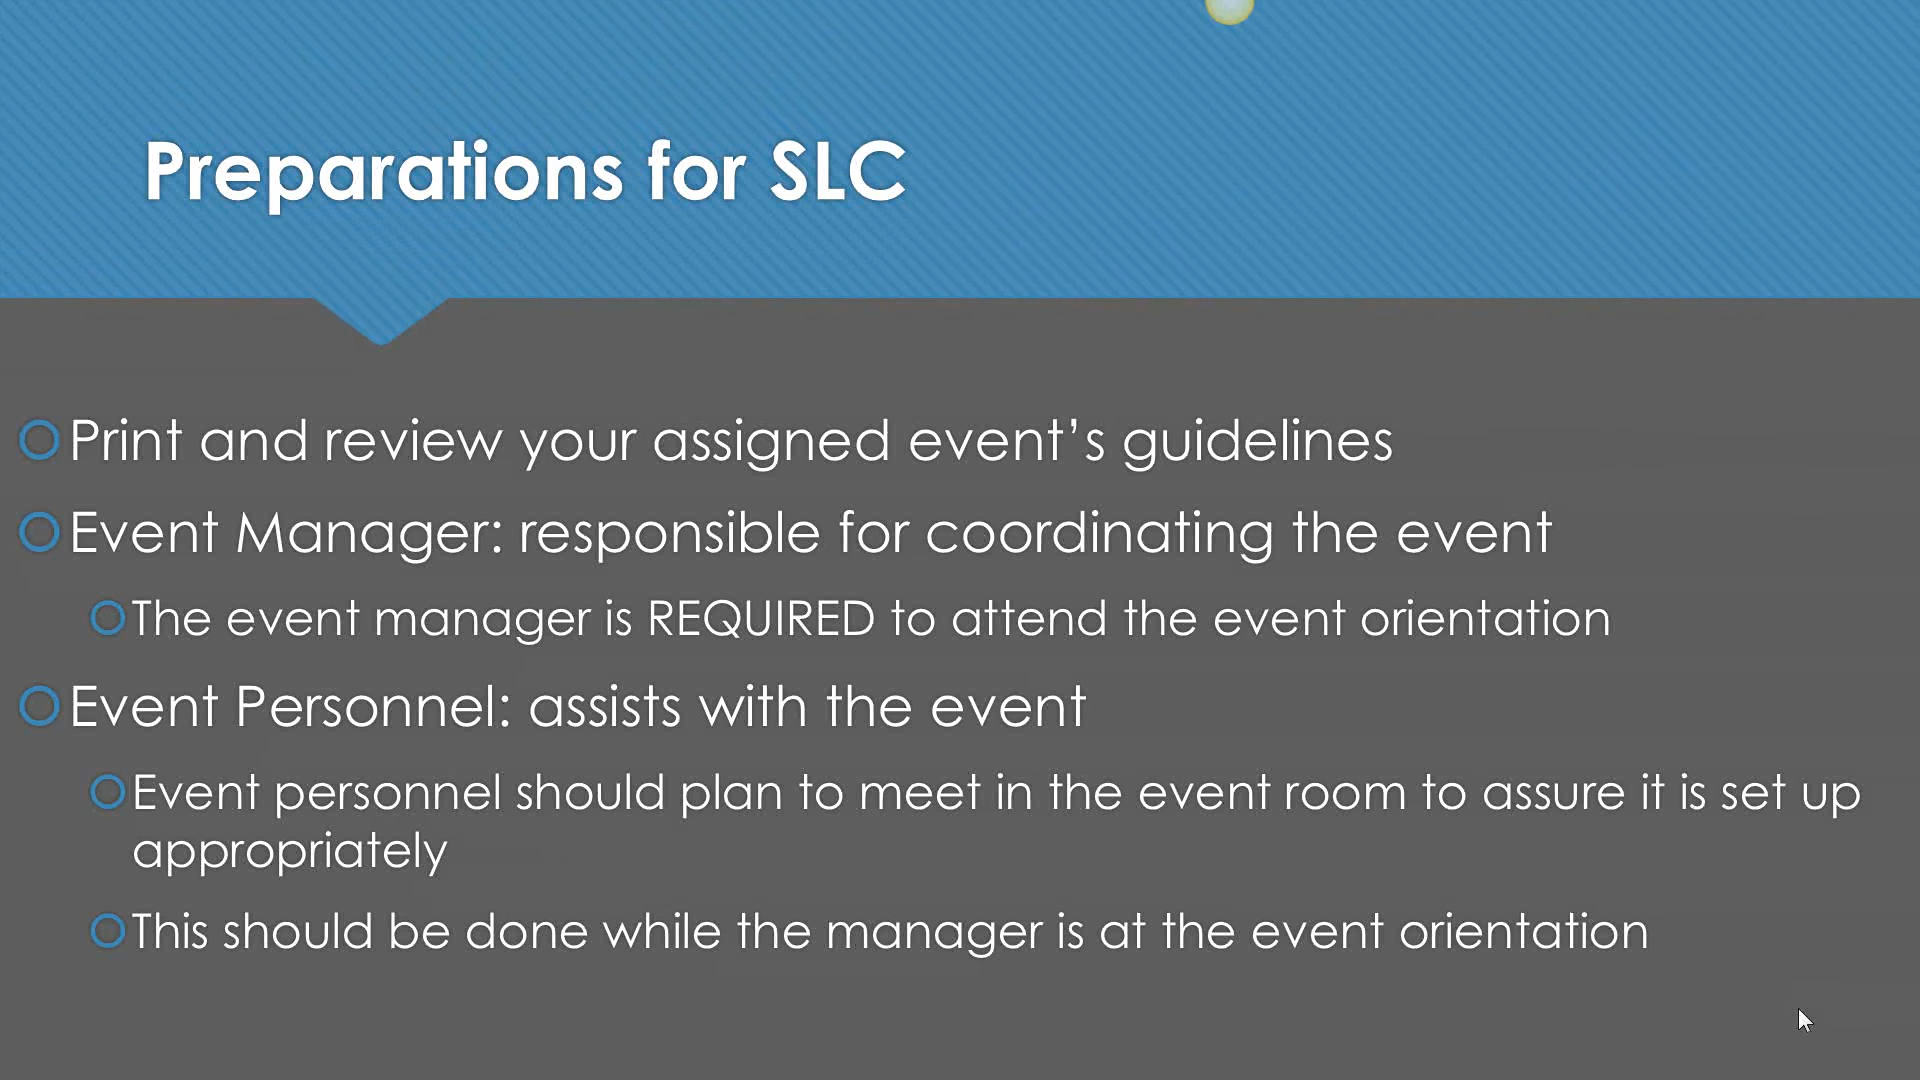 Preparations for SLC
Print and review your assigned event’s guidelines
Event Manager: responsible for coordinating the event
The event manager is REQUIRED to attend the event orientation
Event Personnel: assists with the event
Event personnel should plan to meet in the event room to assure it is set up
appropriately
This should be done while the manager is at the event orientation